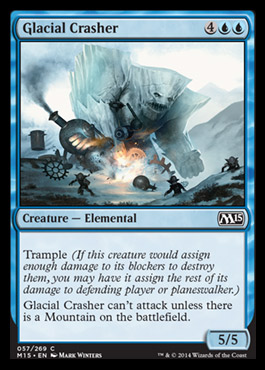 Glacial Crasher 4
Creature — Elemental M15
Trample (If this creature would assign
enough damage to its blockers to destroy
them, you may have it assign the rest of its
damage to defending player or planeswalker.)
Glacial Crasher can't attack unless there
is a Mountain on the battlefield.
5/5
057/269 C
M15 • EN Mark Winters ™ & © 2014 Wizards of the Coast